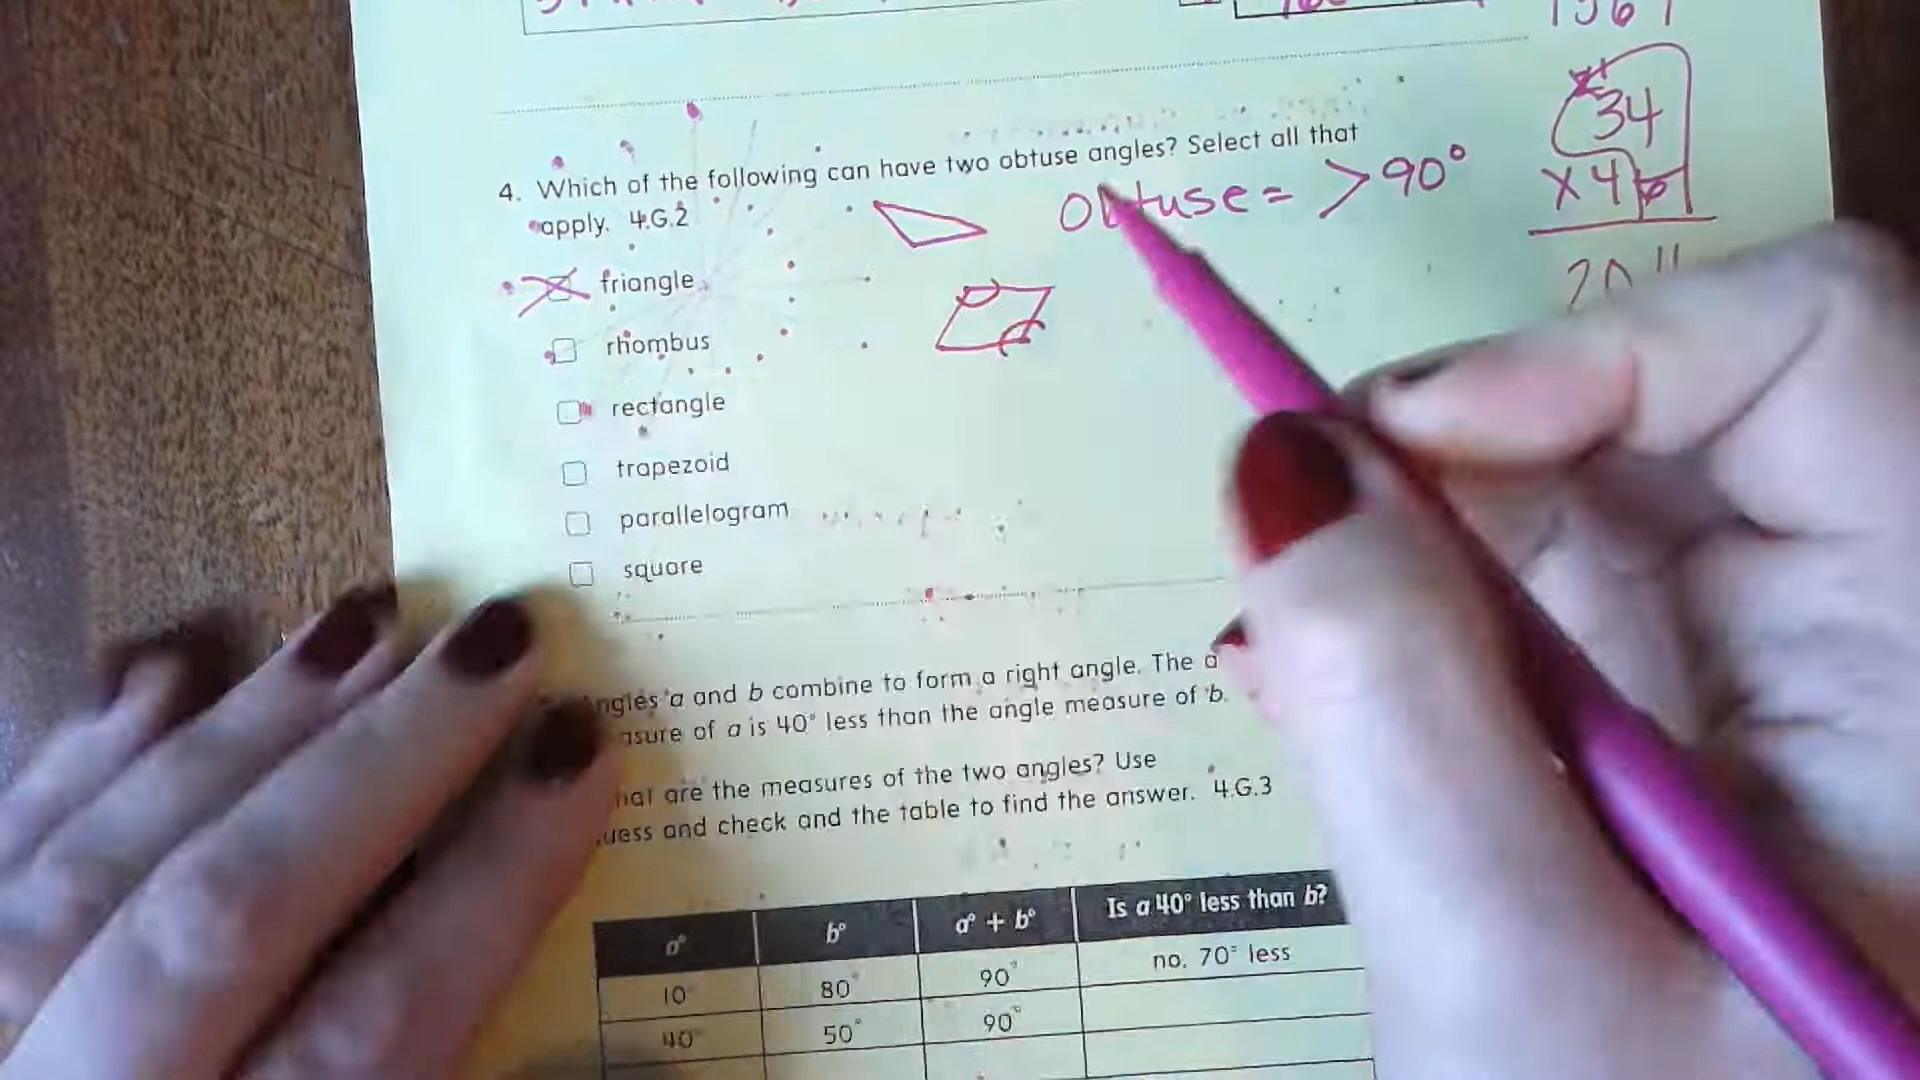 34
x 4
4. Which of the following can have two obtuse angles? Select all that
apply. 4.G.2
obtuse = >90°
triangle
rhombus
rectangle
trapezoid
parallelogram
square
a and b combine to form a right angle. The
of a is 40° less than the angle measure of b.
are the measures of the two angles? Use
and check and the table to find the answer. 4.G.3
a° b° a° + b° Is a 40° less than b?
10° 80° 90° no, 70° less
40° 50° 90°